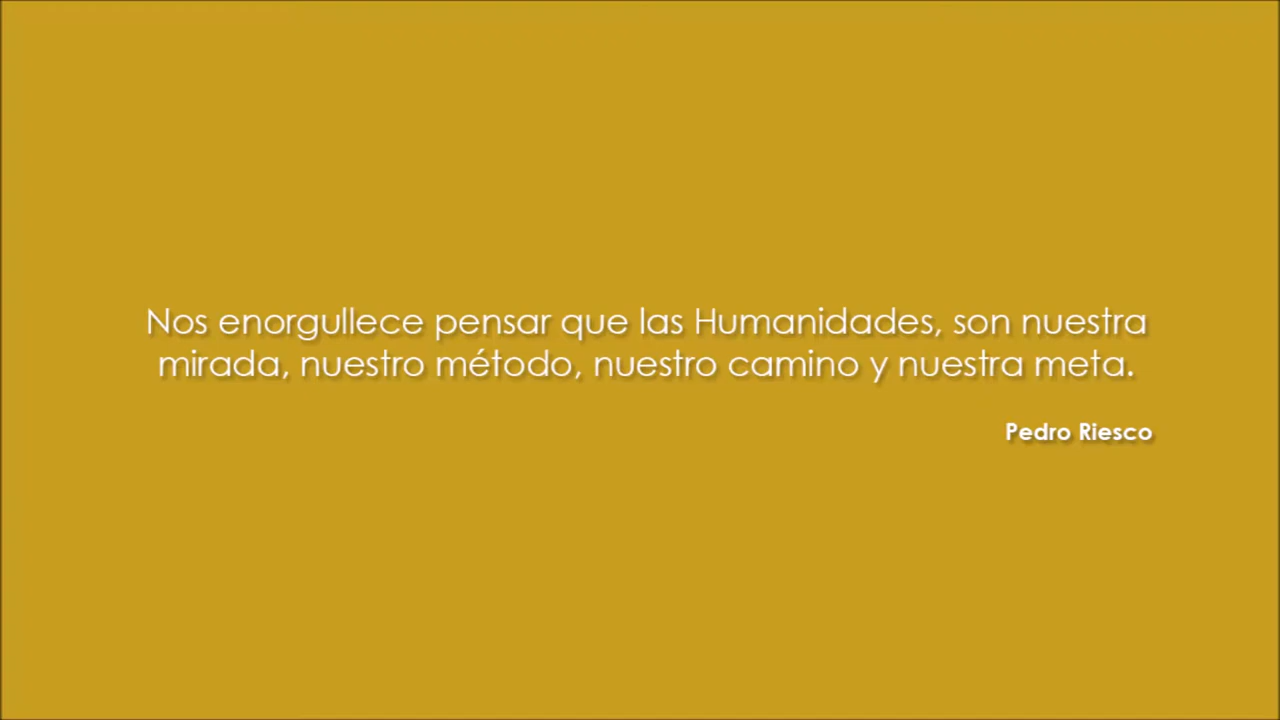 Nos enorgullece pensar que las Humanidades, son nuestra
mirada, nuestro método, nuestro camino y nuestra meta.
Pedro Riesco